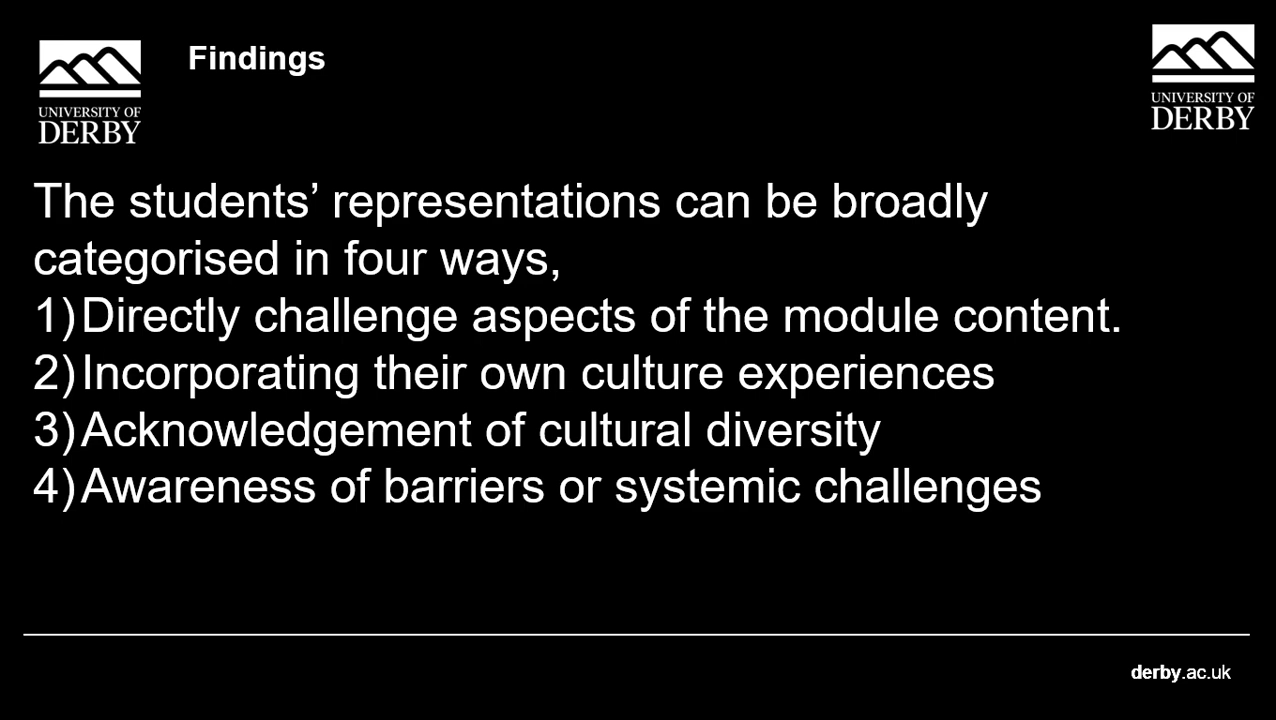 Findings
UNIVERSITY OF
DERBY
UNIVERSITY OF
DERBY
The students’ representations can be broadly
categorised in four ways,
1) Directly challenge aspects of the module content.
2) Incorporating their own culture experiences
3) Acknowledgement of cultural diversity
4) Awareness of barriers or systemic challenges
derby.ac.uk